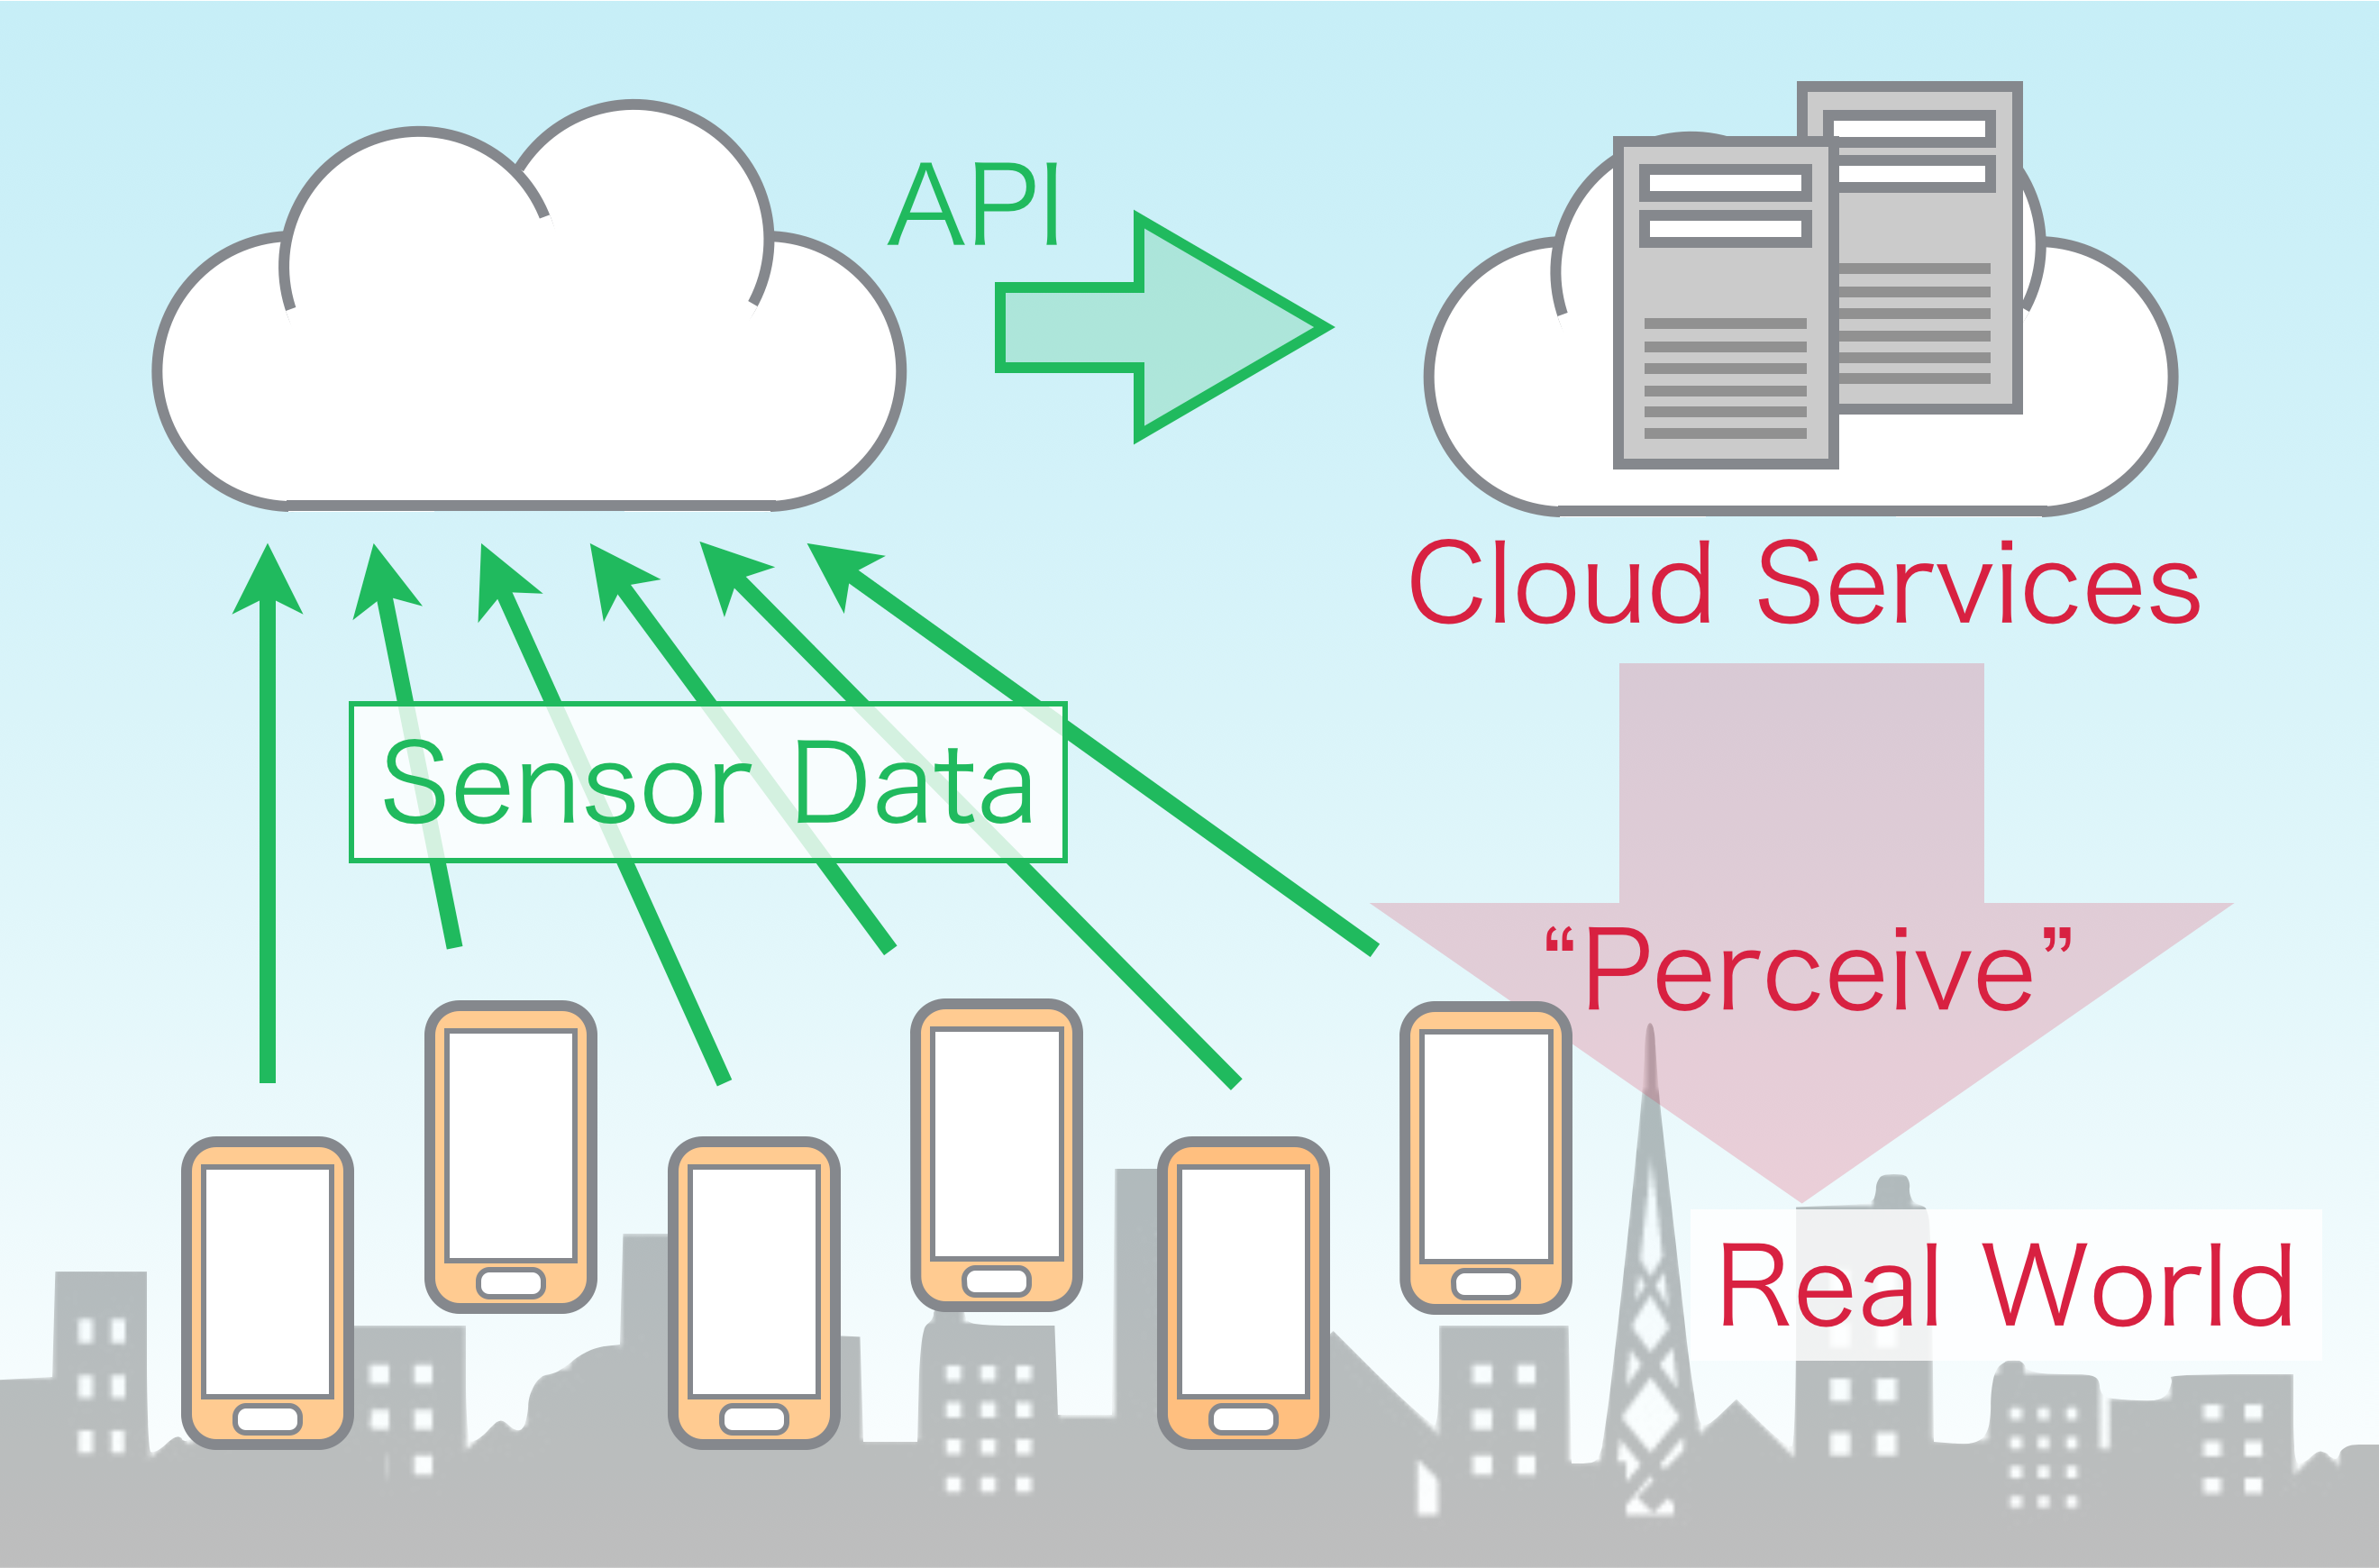 API
Cloud Services
Sensor Data
“Perceive”
Real World